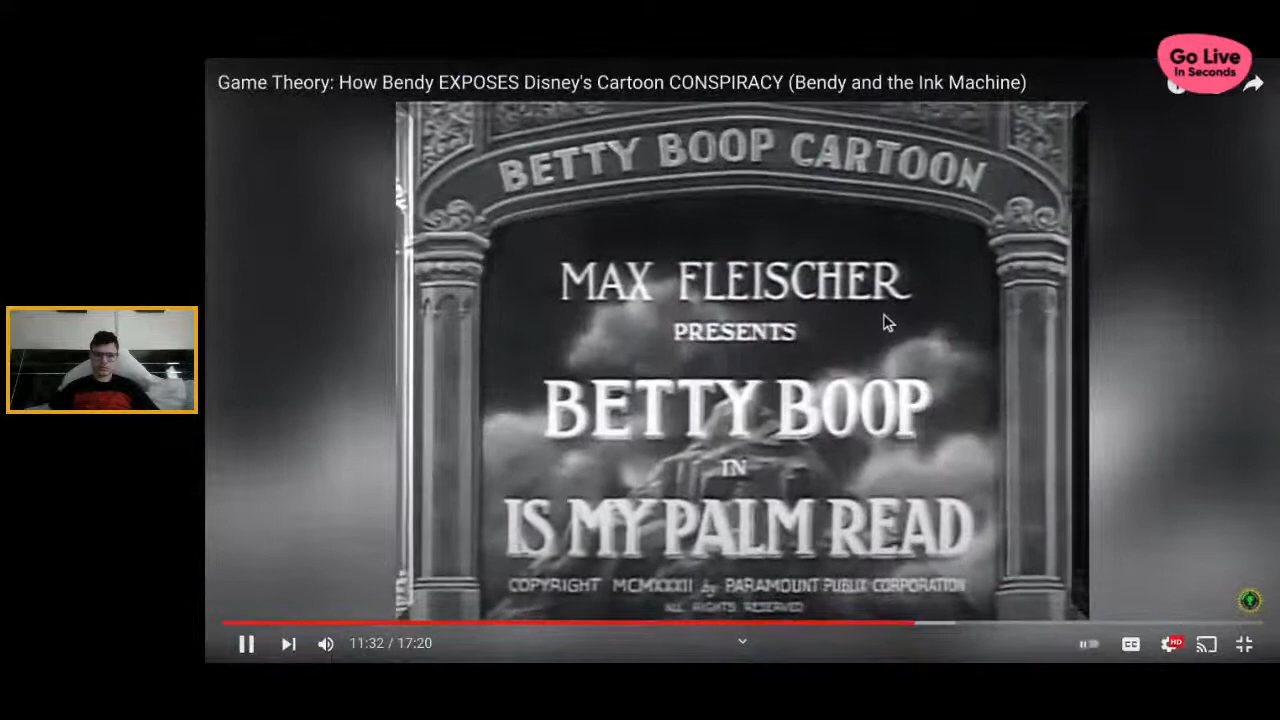 Go Live
In Seconds
Game Theory: How Bendy EXPOSES Disney's Cartoon CONSPIRACY (Bendy and the Ink Machine)
BETTY BOOP CARTOON
MAX FLEISCHER
PRESENTS
BETTY BOOP
IN
IS MY PALM READ
COPYRIGHT MCMXXXII by PARAMOUNT PUBLIX CORPORATION
ALL RIGHTS RESERVED
11:32 / 17:20
CC
HD